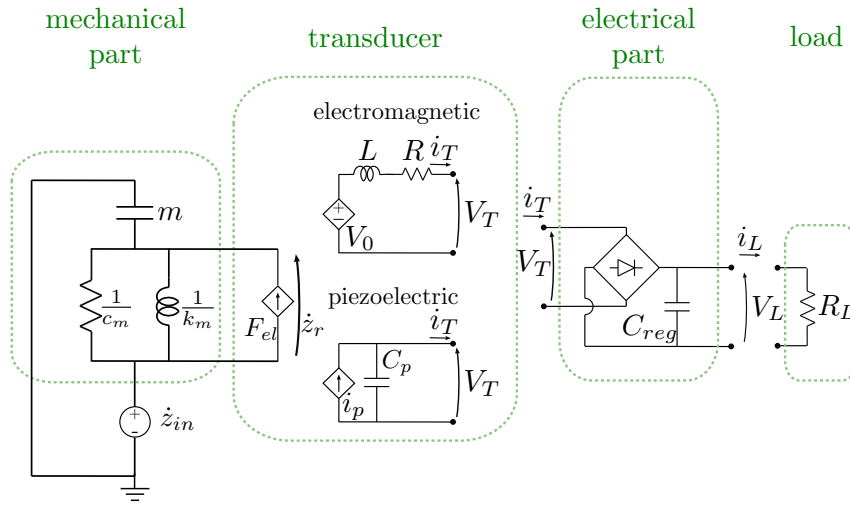 mechanical
part
transducer
electrical
part
load
electromagnetic
L R i_T
V_0 V_T
m
1/c_m 1/k_m F_el ż_r
ż_in
piezoelectric
i_T
C_p
i_p V_T
i_T
V_T
C_reg
i_L
V_L
R_L